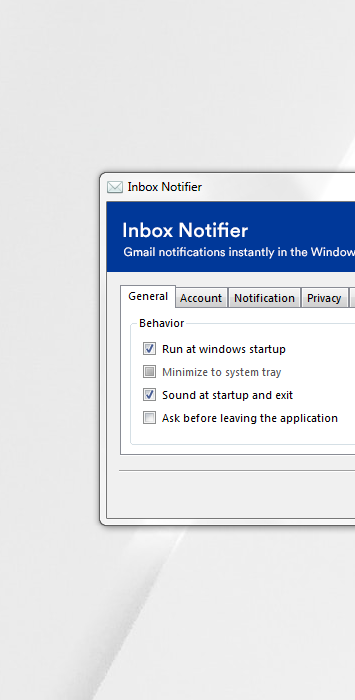 Inbox Notifier
Inbox Notifier
Gmail notifications instantly in the Window
General Account Notification Privacy
Behavior
Run at windows startup
Minimize to system tray
Sound at startup and exit
Ask before leaving the application